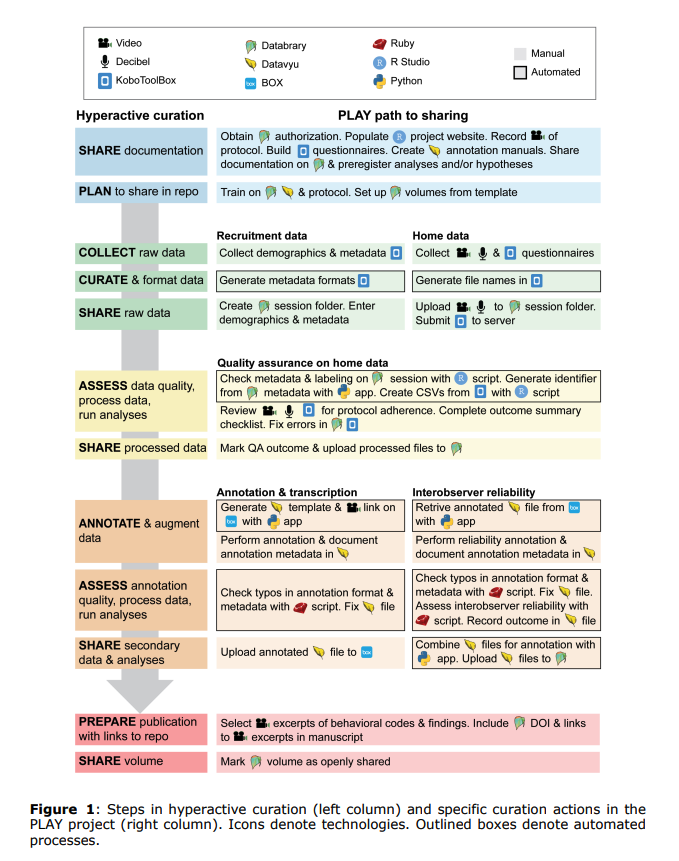 Video
Decibel
KoboToolBox
Databrary
Datavyu
BOX
Ruby
R Studio
Python
Manual
Automated
Hyperactive curation
PLAY path to sharing
SHARE documentation
Obtain authorization. Populate R project website. Record of
protocol. Build questionnaires. Create annotation manuals. Share
documentation on & preregister analyses and/or hypotheses
PLAN to share in repo
Train on & protocol. Set up volumes from template
Recruitment data
Home data
COLLECT raw data
Collect demographics & metadata
Collect & questionnaires
CURATE & format data
Generate metadata formats
Generate file names in
SHARE raw data
Create session folder. Enter
demographics & metadata
Upload to session folder.
Submit to server
Quality assurance on home data
ASSESS data quality,
process data,
run analyses
Check metadata & labeling on session with R script. Generate identifier
from metadata with app. Create CSVs from with R script
Review for protocol adherence. Complete outcome summary
checklist. Fix errors in
SHARE processed data
Mark QA outcome & upload processed files to
Annotation & transcription
Interobserver reliability
ANNOTATE & augment
data
Generate template & link on
box with app
Retrive annotated file from box
with app
Perform annotation & document
annotation metadata in
Perform reliability annotation &
document annotation metadata in
ASSESS annotation
quality, process data,
run analyses
Check typos in annotation format &
metadata with script. Fix file
Check typos in annotation format &
metadata with script. Fix file.
Assess interobserver reliability with
script. Record outcome in file
SHARE secondary
data & analyses
Upload annotated file to box
Combine files for annotation with
app. Upload files to
PREPARE publication
with links to repo
Select excerpts of behavioral codes & findings. Include DOI & links
to excerpts in manuscript
SHARE volume
Mark volume as openly shared
Figure 1: Steps in hyperactive curation (left column) and specific curation actions in the
PLAY project (right column). Icons denote technologies. Outlined boxes denote automated
processes.